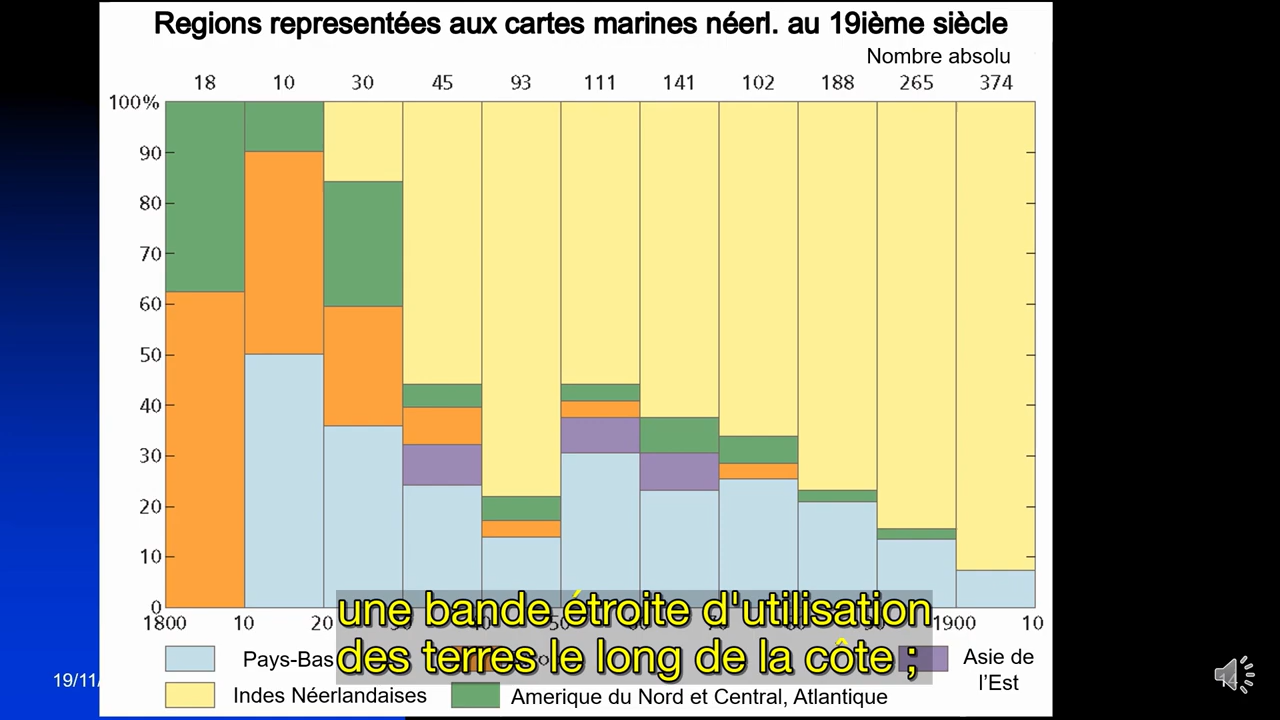 Regions representées aux cartes marines néerl. au 19ième siècle
Nombre absolu
18 10 30 45 93 111 141 102 188 265 374
100%
90
80
70
60
50
40
30
20
10
0
1800 10 20 1900 10
une bande étroite d'utilisation
des terres le long de la côte ;
Pays-Bas
Asie de
l'Est
19/11/
Indes Néerlandaises
Amerique du Nord et Central, Atlantique